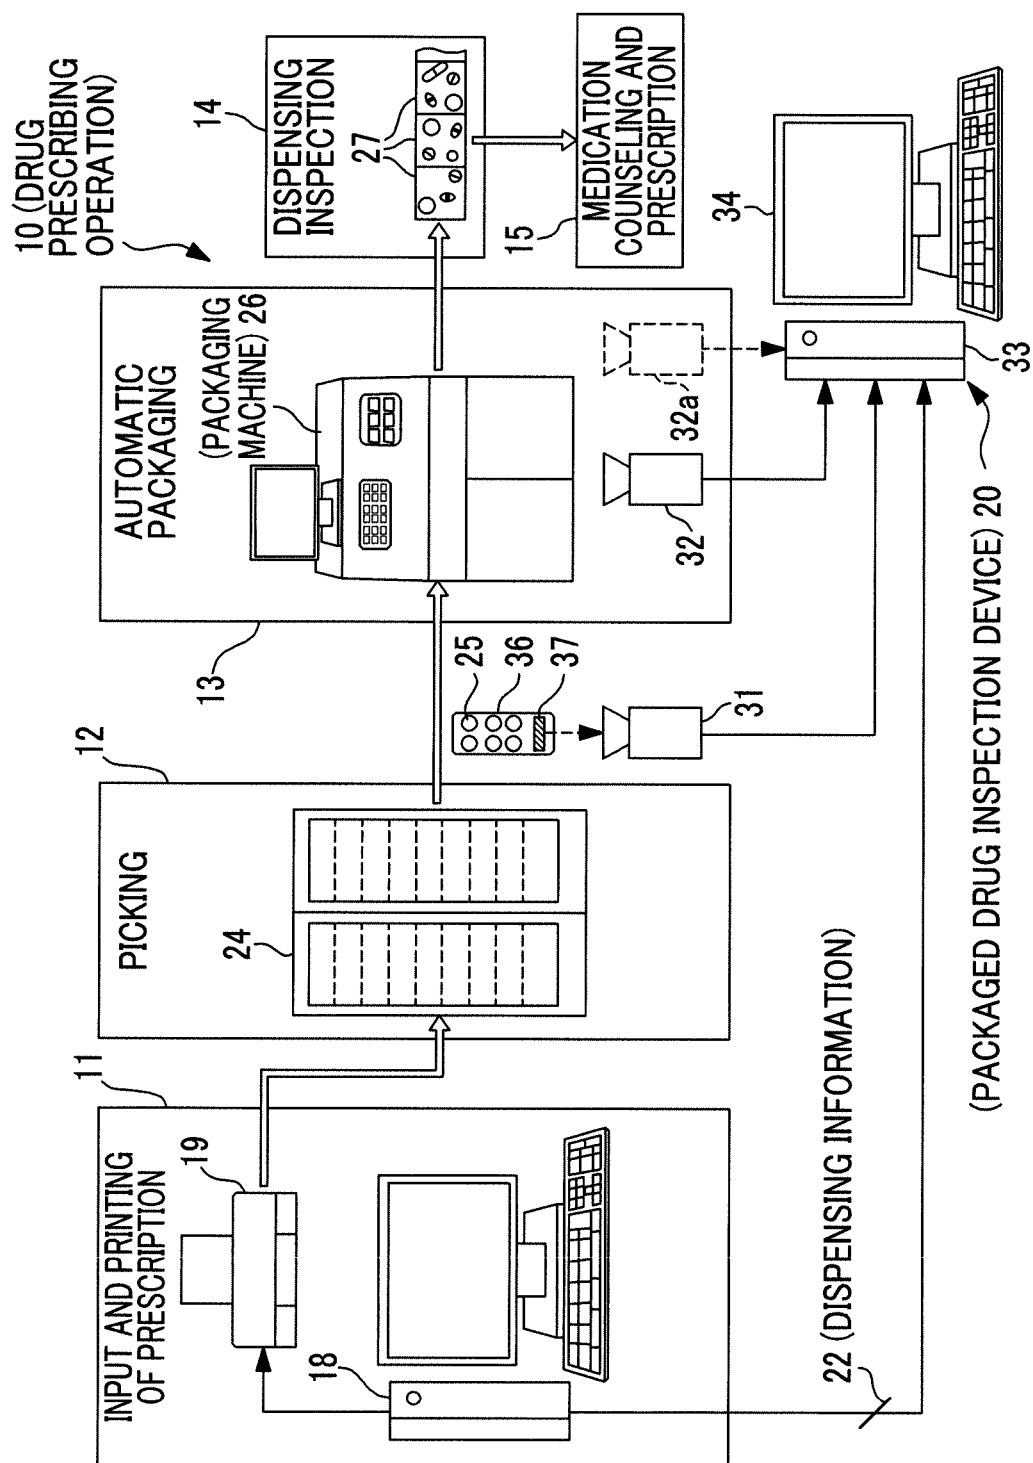 10 (DRUG
PRESCRIBING
OPERATION)
11
INPUT AND PRINTING
OF PRESCRIPTION
19
18
12
PICKING
24
13
AUTOMATIC
PACKAGING
(PACKAGING
MACHINE) 26
25
36
37
31
32
32a
14
DISPENSING
INSPECTION
27
15
MEDICATION
COUNSELING AND
PRESCRIPTION
34
33
22 (DISPENSING INFORMATION)
(PACKAGED DRUG INSPECTION DEVICE) 20